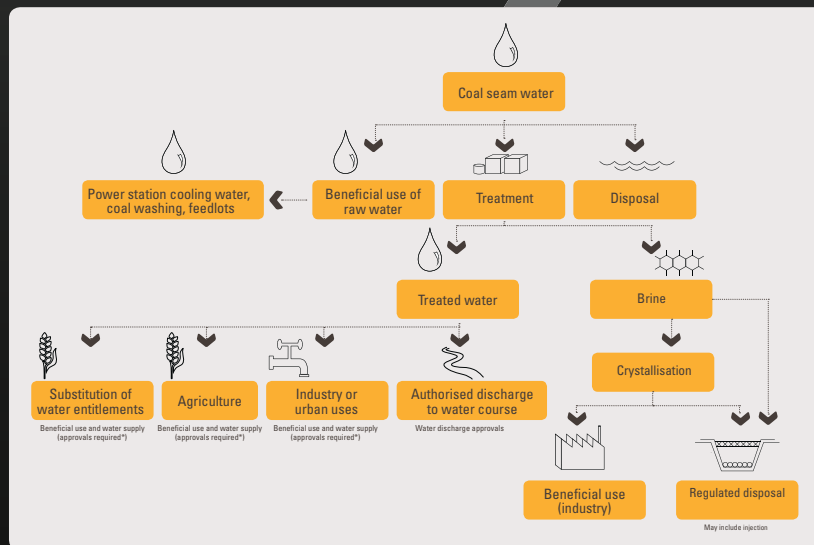 Coal seam water
Power station cooling water,
coal washing, feedlots
Beneficial use of
raw water
Treatment
Disposal
Treated water
Brine
Crystallisation
Substitution of
water entitlements
Beneficial use and water supply
(approvals required*)
Agriculture
Beneficial use and water supply
(approvals required*)
Industry or
urban uses
Beneficial use and water supply
(approvals required*)
Authorised discharge
to water course
Water discharge approvals
Beneficial use
(industry)
Regulated disposal
May include injection